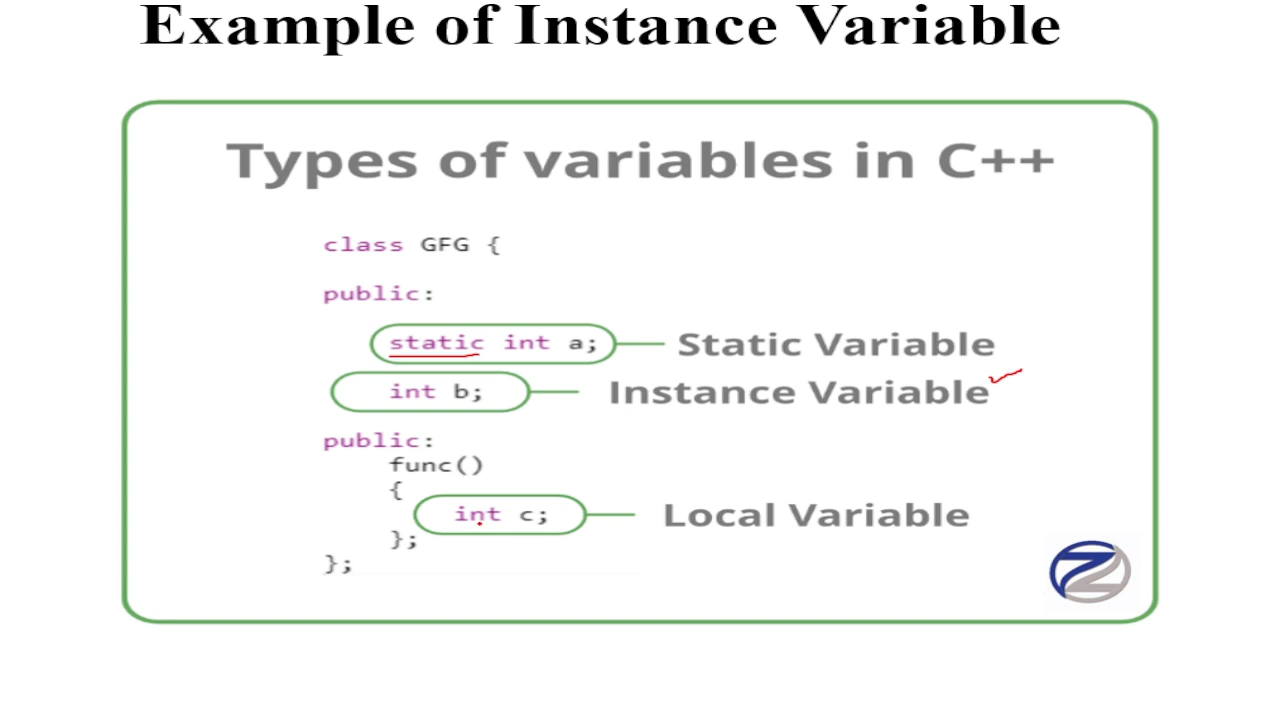 Example of Instance Variable
Types of variables in C++
class GFG {
public:
static int a; Static Variable
int b; Instance Variable
public:
func()
{
int c; Local Variable
};
};